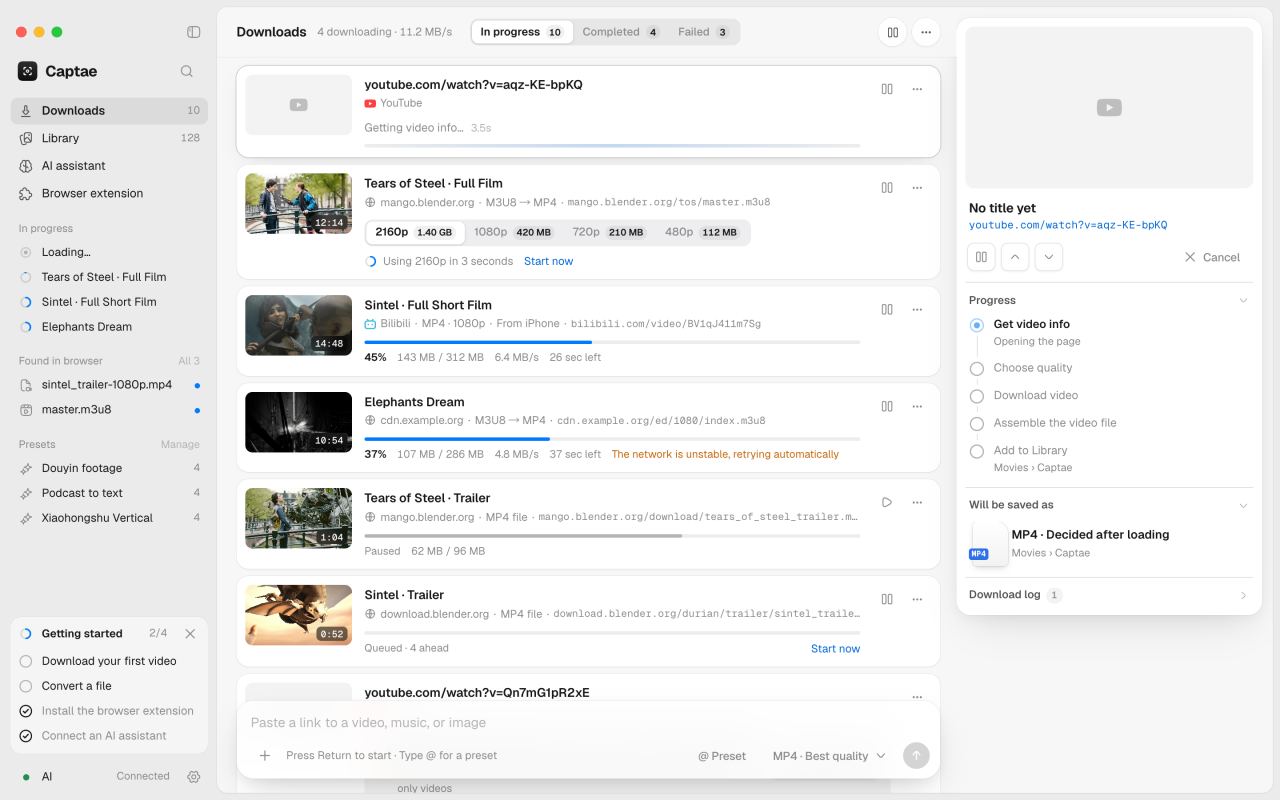 Captae
Downloads 10
Library 128
AI assistant
Browser extension
In progress
Loading...
Tears of Steel · Full Film
Sintel · Full Short Film
Elephants Dream
Found in browser All 3
sintel_trailer-1080p.mp4
master.m3u8
Presets Manage
Douyin footage 4
Podcast to text 4
Xiaohongshu Vertical 4
Getting started 2/4
Download your first video
Convert a file
Install the browser extension
Connect an AI assistant
AI Connected
Downloads 4 downloading · 11.2 MB/s In progress 10 Completed 4 Failed 3
youtube.com/watch?v=aqz-KE-bpKQ
YouTube
Getting video info... 3.5s
Tears of Steel · Full Film
mango.blender.org · M3U8 → MP4 · mango.blender.org/tos/master.m3u8
12:14
2160p 1.40 GB 1080p 420 MB 720p 210 MB 480p 112 MB
Using 2160p in 3 seconds Start now
Sintel · Full Short Film
Bilibili · MP4 · 1080p · From iPhone · bilibili.com/video/BV1qJ411m7Sg
14:48
45% 143 MB / 312 MB 6.4 MB/s 26 sec left
Elephants Dream
cdn.example.org · M3U8 → MP4 · cdn.example.org/ed/1080/index.m3u8
10:54
37% 107 MB / 286 MB 4.8 MB/s 37 sec left The network is unstable, retrying automatically
Tears of Steel · Trailer
mango.blender.org · MP4 file · mango.blender.org/download/tears_of_steel_trailer.m...
1:04
Paused 62 MB / 96 MB
Sintel · Trailer
download.blender.org · MP4 file · download.blender.org/durian/trailer/sintel_traile...
0:52
Queued · 4 ahead Start now
youtube.com/watch?v=Qn7mG1pR2xE
Paste a link to a video, music, or image
Press Return to start · Type @ for a preset @ Preset MP4 · Best quality
only videos
No title yet
youtube.com/watch?v=aqz-KE-bpKQ
Cancel
Progress
Get video info
Opening the page
Choose quality
Download video
Assemble the video file
Add to Library
Movies › Captae
Will be saved as
MP4
MP4 · Decided after loading
Movies › Captae
Download log 1